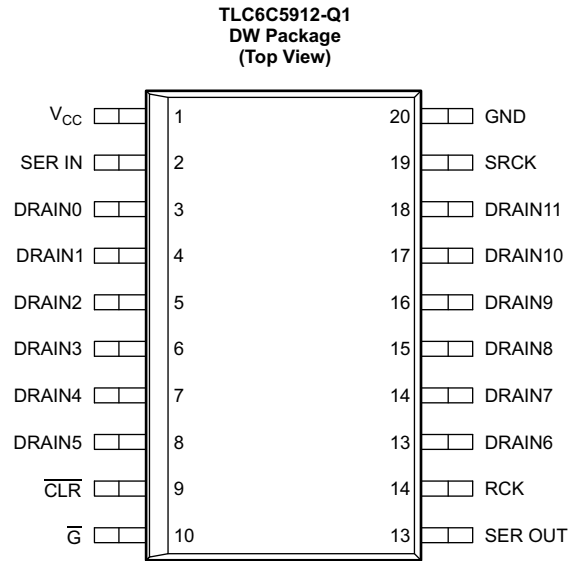 TLC6C5912-Q1
DW Package
(Top View)
VCC 1 20 GND
SER IN 2 19 SRCK
DRAIN0 3 18 DRAIN11
DRAIN1 4 17 DRAIN10
DRAIN2 5 16 DRAIN9
DRAIN3 6 15 DRAIN8
DRAIN4 7 14 DRAIN7
DRAIN5 8 13 DRAIN6
CLR 9 14 RCK
G 10 13 SER OUT